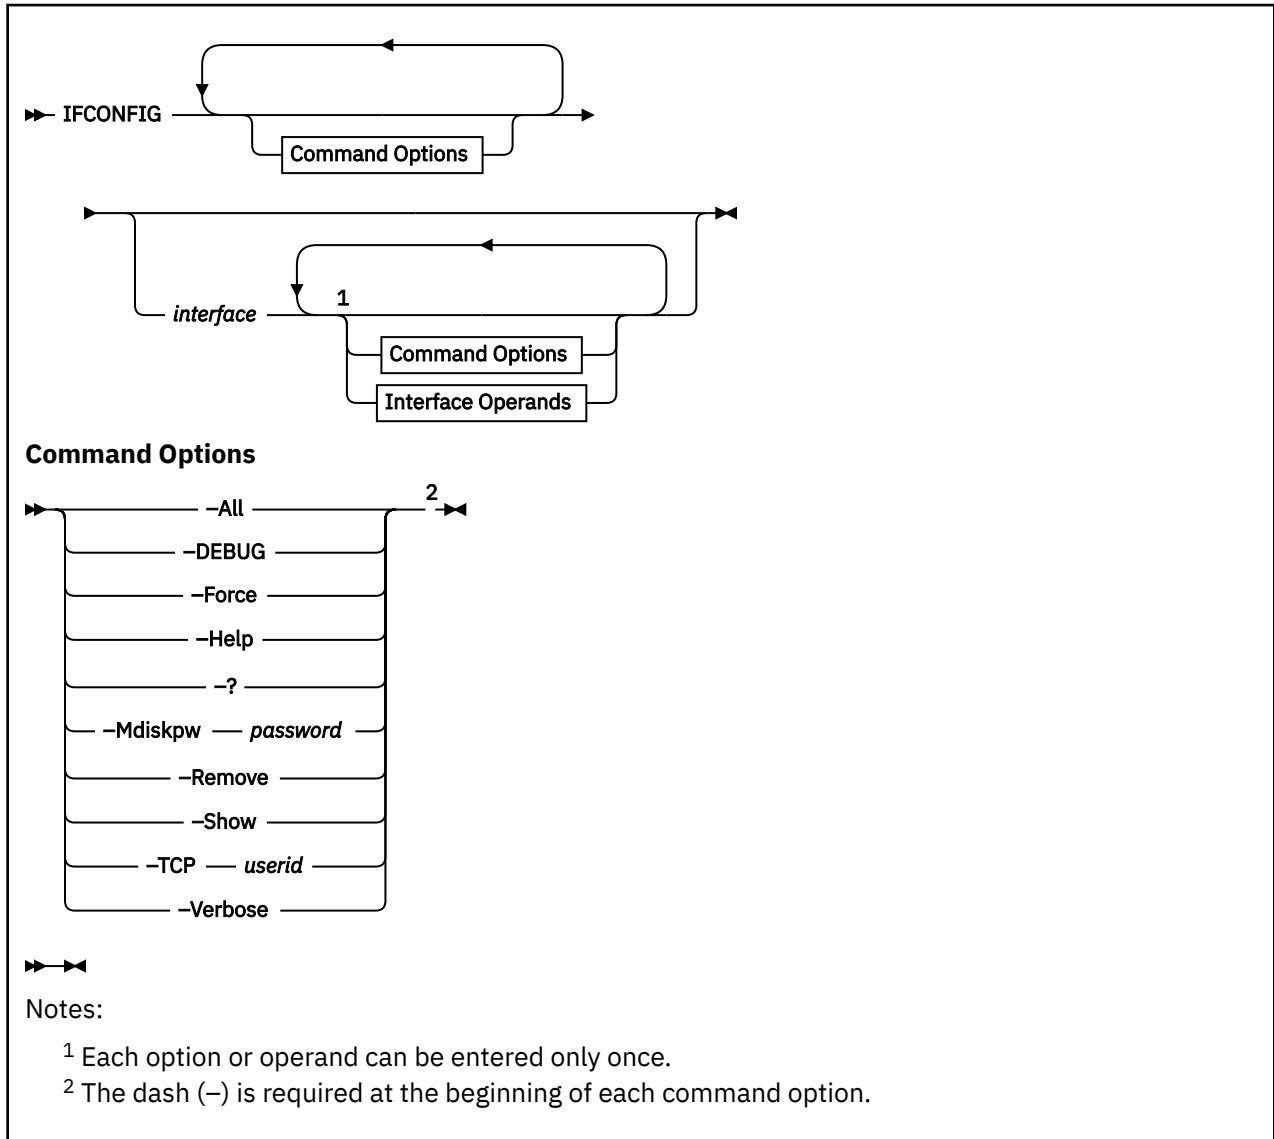 IFCONFIG
Command Options
interface
1
Command Options
Interface Operands
Command Options
–All
2
–DEBUG
–Force
–Help
–?
–Mdiskpw password
–Remove
–Show
–TCP userid
–Verbose
Notes:
1 Each option or operand can be entered only once.
2 The dash (–) is required at the beginning of each command option.